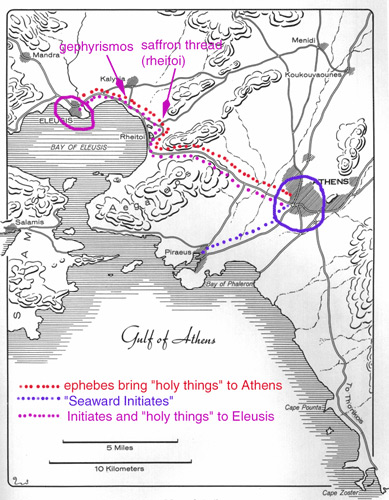 gephyrismos
saffron thread
(rheitoi)
Menidi
Mandra
Kalyvia
Koukouyaounes
ELEUSIS
Rheitoi
BAY OF ELEUSIS
ATHENS
Salamis
Piraeus
Bay of Phaleron
Gulf of Athens
ephebes bring "holy things" to Athens
"Seaward Initiates"
Initiates and "holy things" to Eleusis
Cape Pounta
To Thorikos
5 Miles
10 Kilometers
Cape Zoster